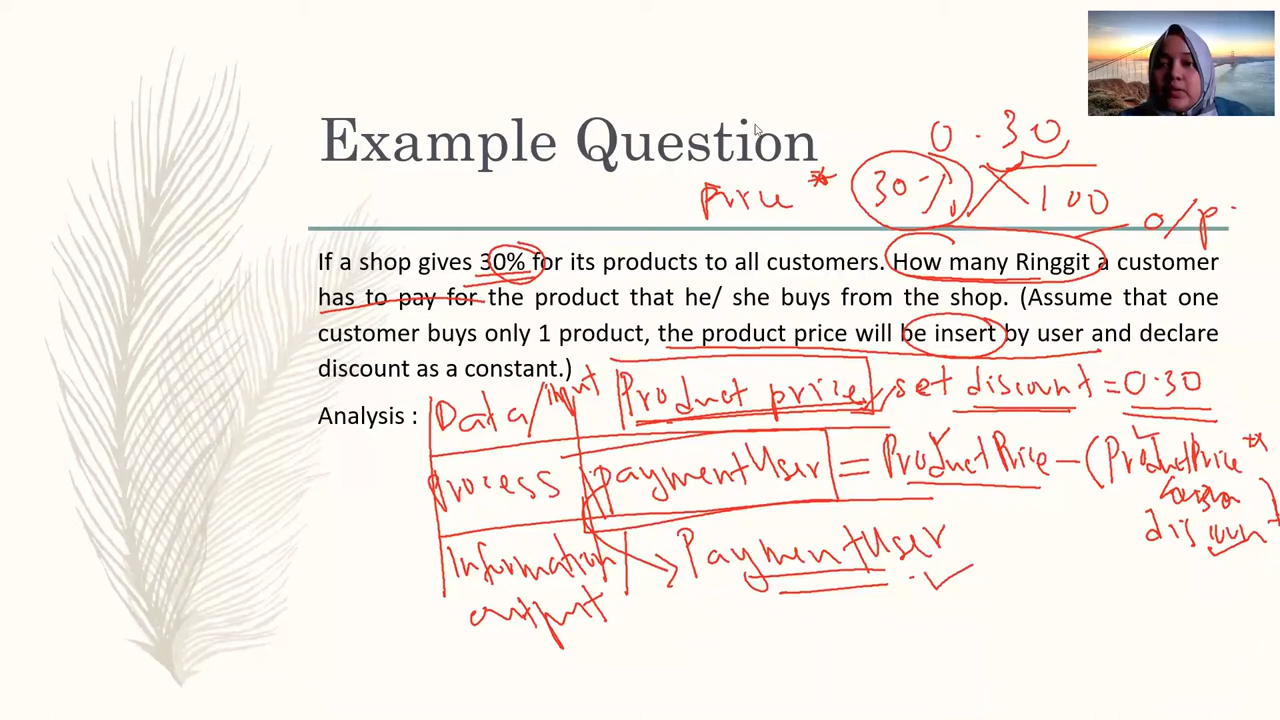 Example Question
0.30
Price * 30% 100
o/p.
If a shop gives 30% for its products to all customers. How many Ringgit a customer
has to pay for the product that he/ she buys from the shop. (Assume that one
customer buys only 1 product, the product price will be insert by user and declare
discount as a constant.)
Analysis :
Data/input Product price, set discount = 0.30
process paymentUser = ProductPrice - (ProductPrice *
discount)
Information PaymentUser
output